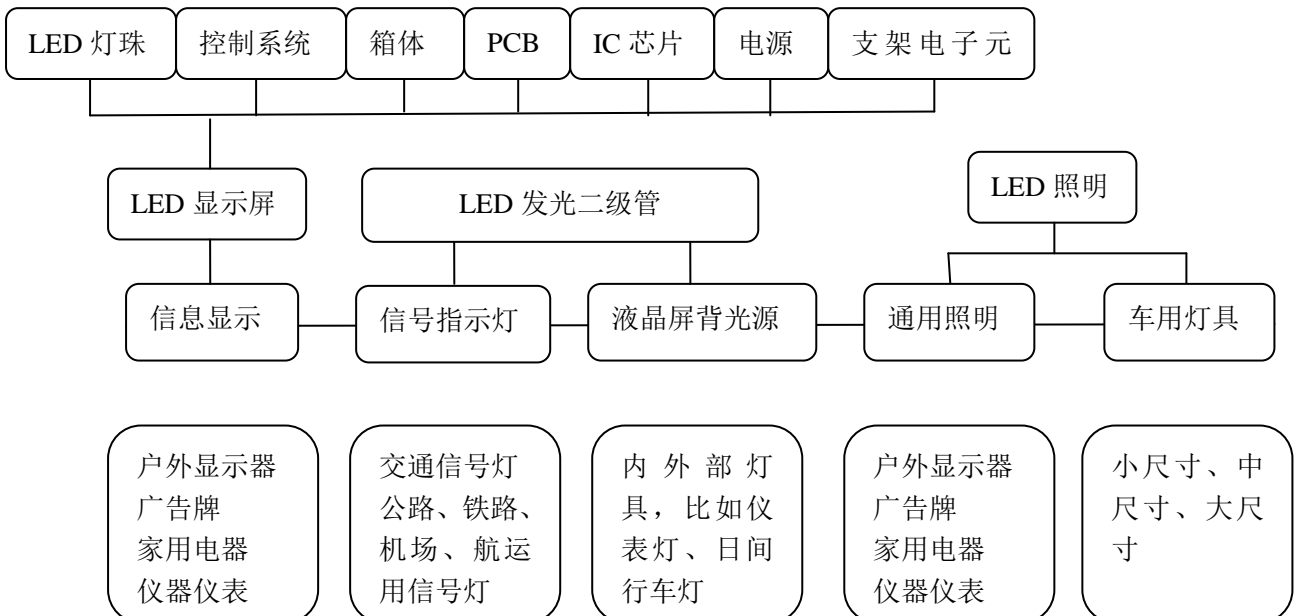 LED 灯珠
控制系统
箱体
PCB
IC 芯片
电源
支架电子元
LED 显示屏
LED 发光二级管
LED 照明
信息显示
信号指示灯
液晶屏背光源
通用照明
车用灯具
户外显示器
广告牌
家用电器
仪器仪表
交通信号灯
公路、铁路、
机场、航运
用信号灯
内外部灯
具，比如仪
表灯、日间
行车灯
户外显示器
广告牌
家用电器
仪器仪表
小尺寸、中
尺寸、大尺
寸